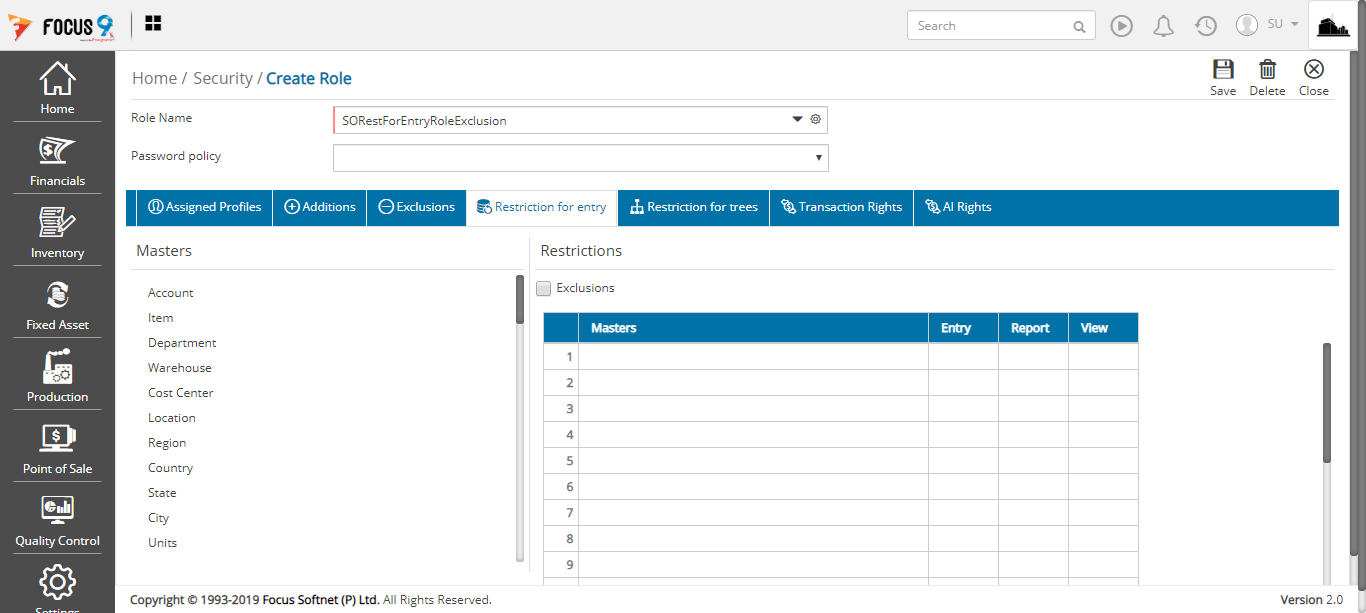 FOCUS 9
Search
SU
Home
Financials
Inventory
Fixed Asset
Production
Point of Sale
Quality Control
Settings
Home / Security / Create Role
Save Delete Close
Role Name SORestForEntryRoleExclusion
Password policy
Assigned Profiles Additions Exclusions Restriction for entry Restriction for trees Transaction Rights AI Rights
Masters
Account
Item
Department
Warehouse
Cost Center
Location
Region
Country
State
City
Units
Restrictions
Exclusions
Masters Entry Report View
1
2
3
4
5
6
7
8
9
Copyright © 1993-2019 Focus Softnet (P) Ltd. All Rights Reserved.
Version 2.0